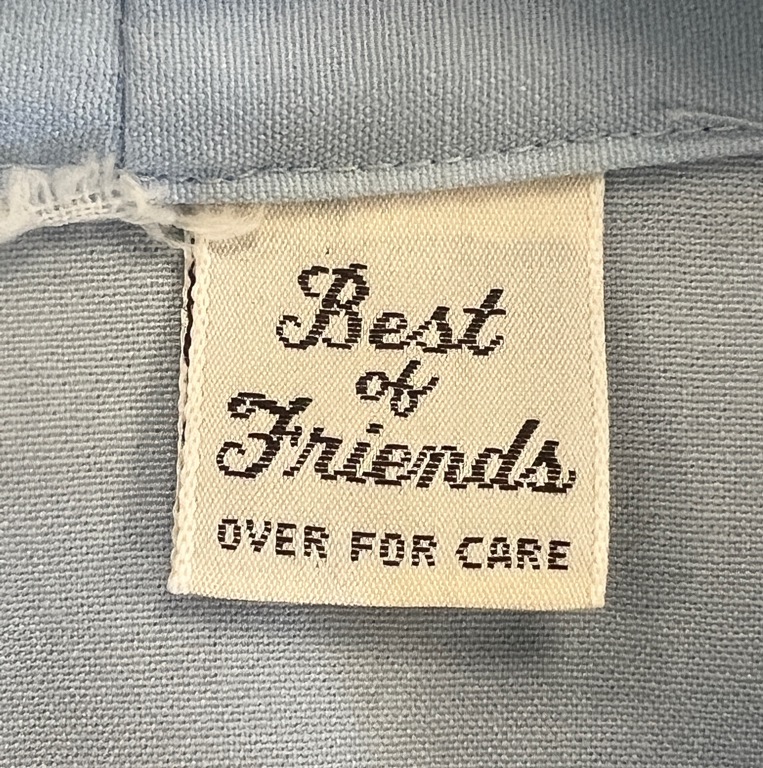 Best
of
Friends
OVER FOR CARE